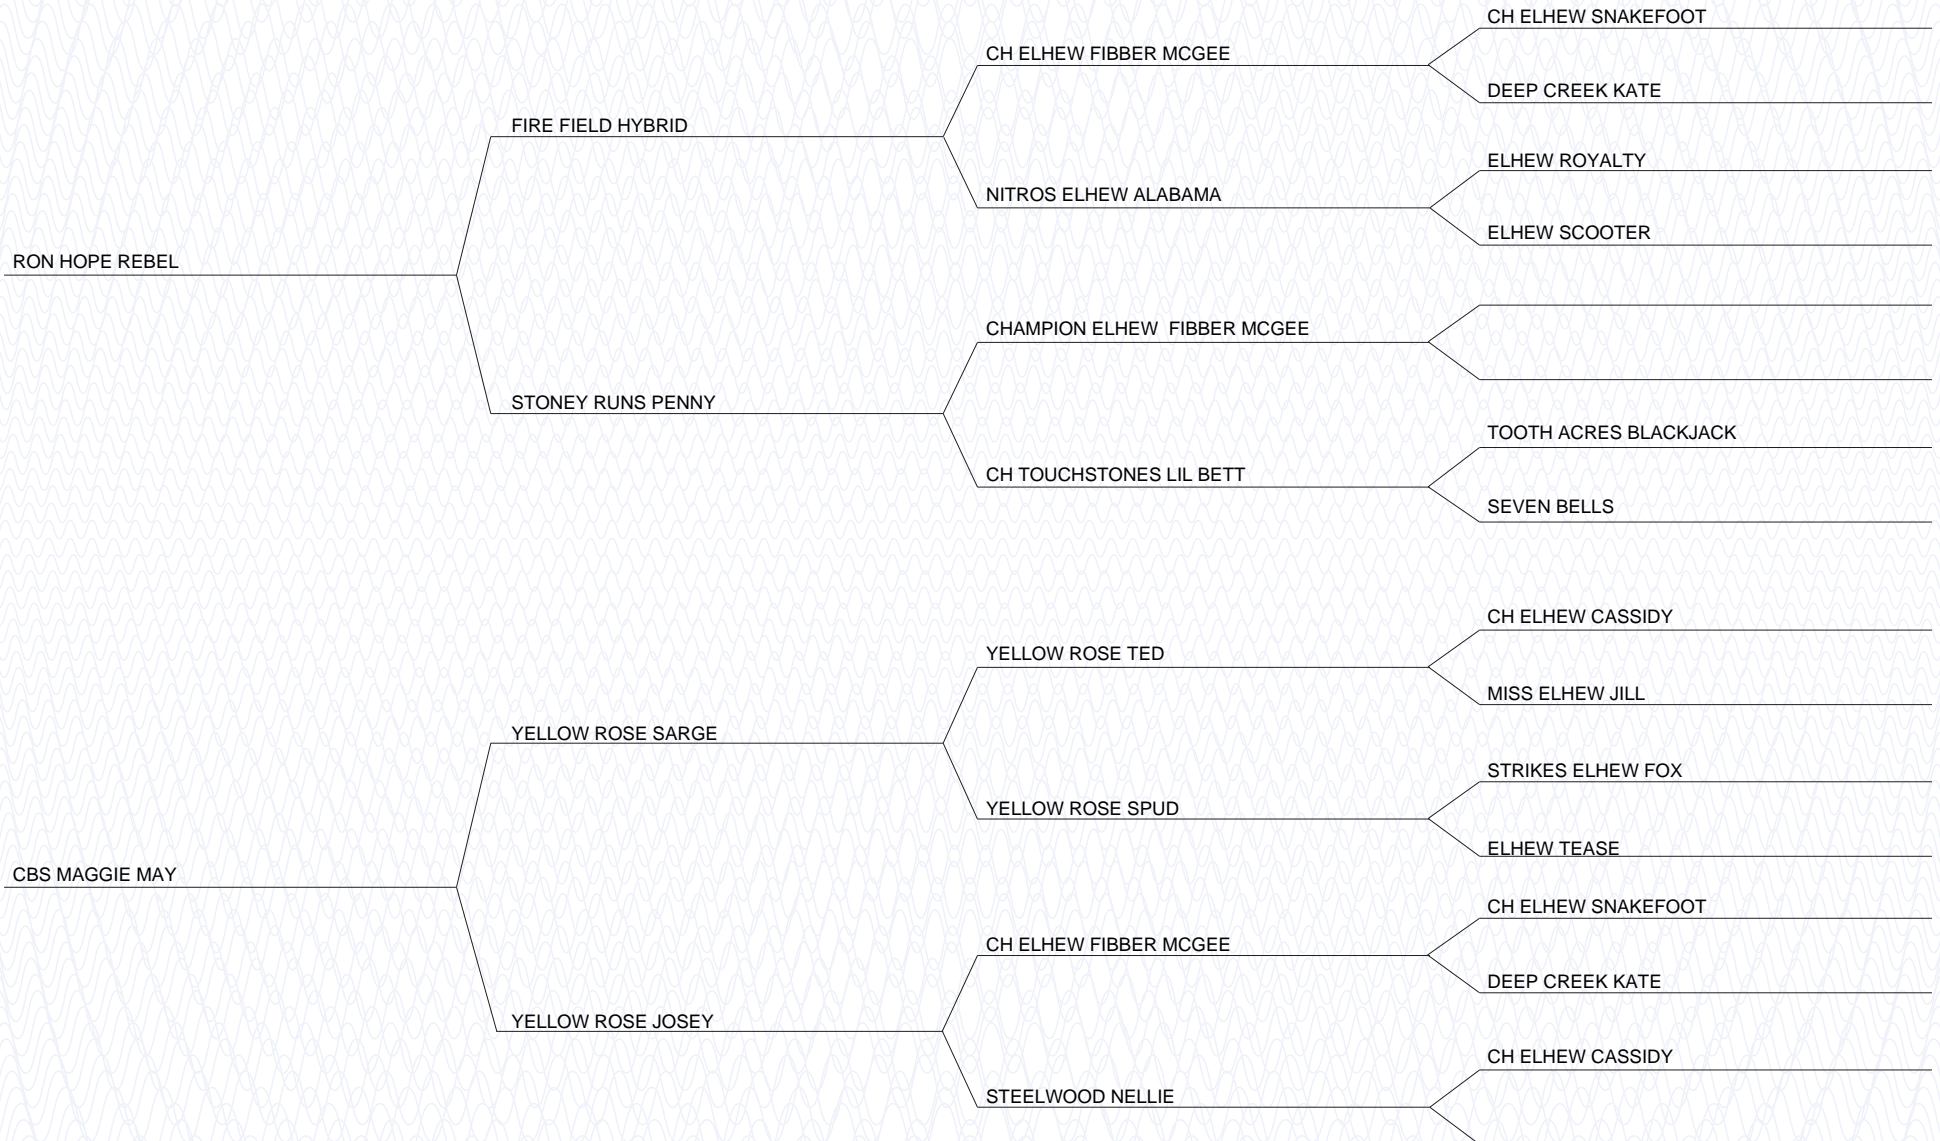 CH ELHEW SNAKEFOOT
CH ELHEW FIBBER MCGEE
DEEP CREEK KATE
FIRE FIELD HYBRID
ELHEW ROYALTY
NITROS ELHEW ALABAMA
ELHEW SCOOTER
RON HOPE REBEL
CHAMPION ELHEW  FIBBER MCGEE
STONEY RUNS PENNY
TOOTH ACRES BLACKJACK
CH TOUCHSTONES LIL BETT
SEVEN BELLS
CH ELHEW CASSIDY
YELLOW ROSE TED
MISS ELHEW JILL
YELLOW ROSE SARGE
STRIKES ELHEW FOX
YELLOW ROSE SPUD
ELHEW TEASE
CBS MAGGIE MAY
CH ELHEW SNAKEFOOT
CH ELHEW FIBBER MCGEE
DEEP CREEK KATE
YELLOW ROSE JOSEY
CH ELHEW CASSIDY
STEELWOOD NELLIE